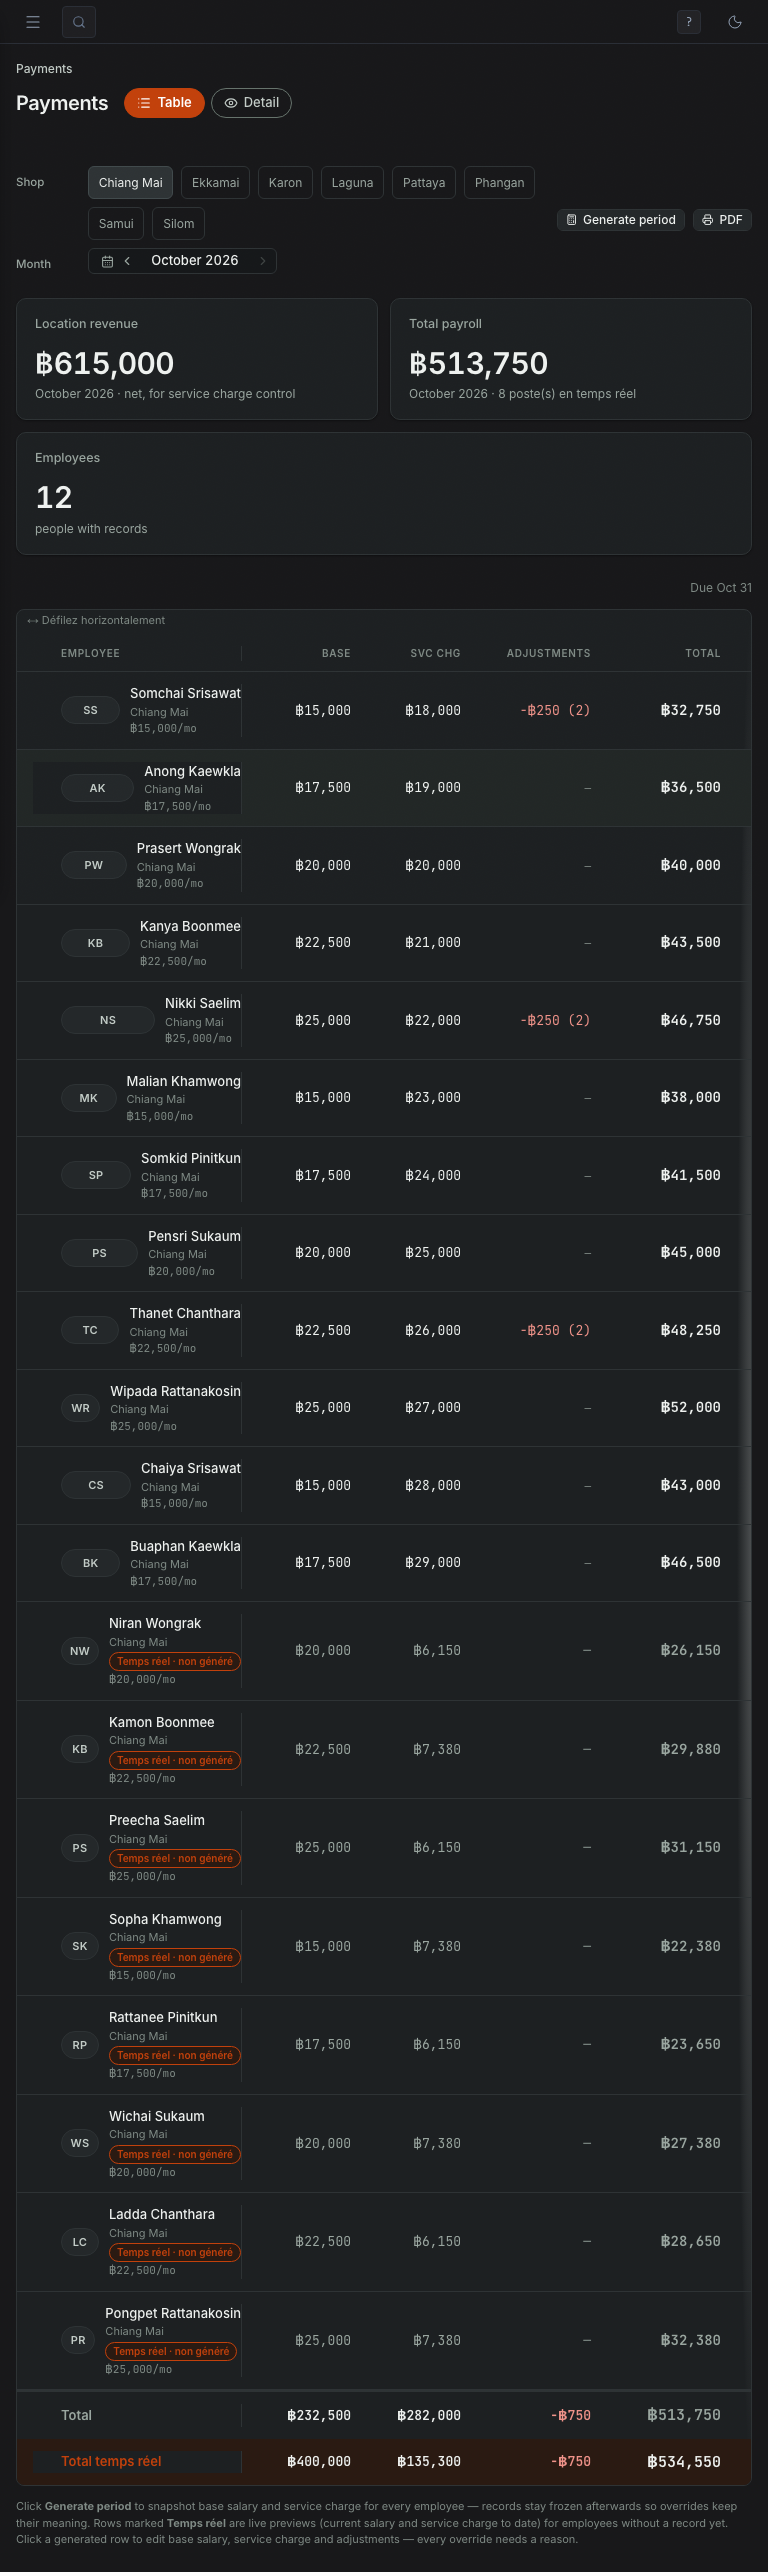 ?
Payments
Payments
Table
Detail
Shop
Chiang Mai
Ekkamai
Karon
Laguna
Pattaya
Phangan
Samui
Silom
Generate period
PDF
Month
October 2026
Location revenue
฿615,000
October 2026 · net, for service charge control
Total payroll
฿513,750
October 2026 · 8 poste(s) en temps réel
Employees
12
people with records
Due Oct 31
↔ Défilez horizontalement
EMPLOYEE BASE SVC CHG ADJUSTMENTS TOTAL
SS
Somchai Srisawat
Chiang Mai
฿15,000/mo
฿15,000 ฿18,000 -฿250 (2) ฿32,750
AK
Anong Kaewkla
Chiang Mai
฿17,500/mo
฿17,500 ฿19,000 — ฿36,500
PW
Prasert Wongrak
Chiang Mai
฿20,000/mo
฿20,000 ฿20,000 — ฿40,000
KB
Kanya Boonmee
Chiang Mai
฿22,500/mo
฿22,500 ฿21,000 — ฿43,500
NS
Nikki Saelim
Chiang Mai
฿25,000/mo
฿25,000 ฿22,000 -฿250 (2) ฿46,750
MK
Malian Khamwong
Chiang Mai
฿15,000/mo
฿15,000 ฿23,000 — ฿38,000
SP
Somkid Pinitkun
Chiang Mai
฿17,500/mo
฿17,500 ฿24,000 — ฿41,500
PS
Pensri Sukaum
Chiang Mai
฿20,000/mo
฿20,000 ฿25,000 — ฿45,000
TC
Thanet Chanthara
Chiang Mai
฿22,500/mo
฿22,500 ฿26,000 -฿250 (2) ฿48,250
WR
Wipada Rattanakosin
Chiang Mai
฿25,000/mo
฿25,000 ฿27,000 — ฿52,000
CS
Chaiya Srisawat
Chiang Mai
฿15,000/mo
฿15,000 ฿28,000 — ฿43,000
BK
Buaphan Kaewkla
Chiang Mai
฿17,500/mo
฿17,500 ฿29,000 — ฿46,500
NW
Niran Wongrak
Chiang Mai
Temps réel · non généré
฿20,000/mo
฿20,000 ฿6,150 — ฿26,150
KB
Kamon Boonmee
Chiang Mai
Temps réel · non généré
฿22,500/mo
฿22,500 ฿7,380 — ฿29,880
PS
Preecha Saelim
Chiang Mai
Temps réel · non généré
฿25,000/mo
฿25,000 ฿6,150 — ฿31,150
SK
Sopha Khamwong
Chiang Mai
Temps réel · non généré
฿15,000/mo
฿15,000 ฿7,380 — ฿22,380
RP
Rattanee Pinitkun
Chiang Mai
Temps réel · non généré
฿17,500/mo
฿17,500 ฿6,150 — ฿23,650
WS
Wichai Sukaum
Chiang Mai
Temps réel · non généré
฿20,000/mo
฿20,000 ฿7,380 — ฿27,380
LC
Ladda Chanthara
Chiang Mai
Temps réel · non généré
฿22,500/mo
฿22,500 ฿6,150 — ฿28,650
PR
Pongpet Rattanakosin
Chiang Mai
Temps réel · non généré
฿25,000/mo
฿25,000 ฿7,380 — ฿32,380
Total ฿232,500 ฿282,000 -฿750 ฿513,750
Total temps réel ฿400,000 ฿135,300 -฿750 ฿534,550
Click Generate period to snapshot base salary and service charge for every employee — records stay frozen afterwards so overrides keep
their meaning. Rows marked Temps réel are live previews (current salary and service charge to date) for employees without a record yet.
Click a generated row to edit base salary, service charge and adjustments — every override needs a reason.